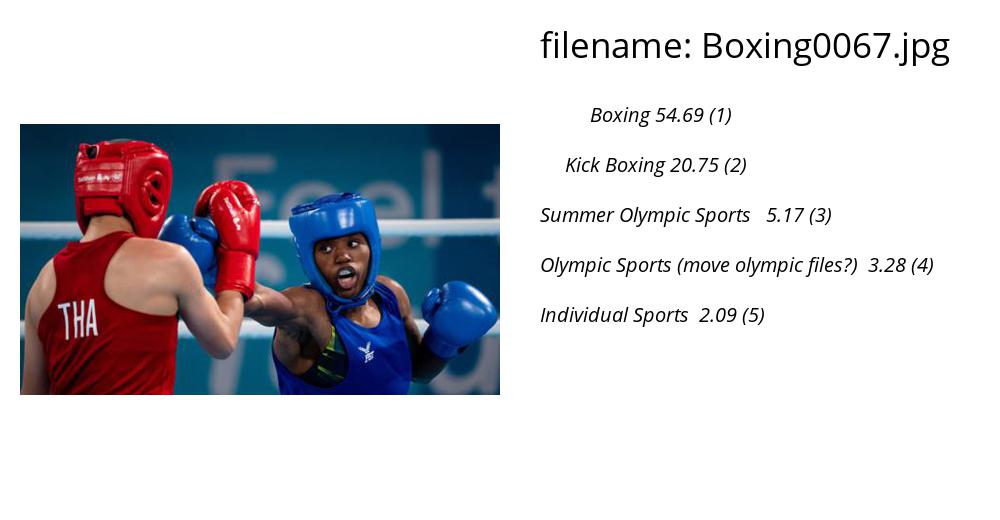 filename: Boxing0067.jpg
Boxing 54.69 (1)
Kick Boxing 20.75 (2)
Summer Olympic Sports 5.17 (3)
Olympic Sports (move olympic files?) 3.28 (4)
Individual Sports 2.09 (5)
THA